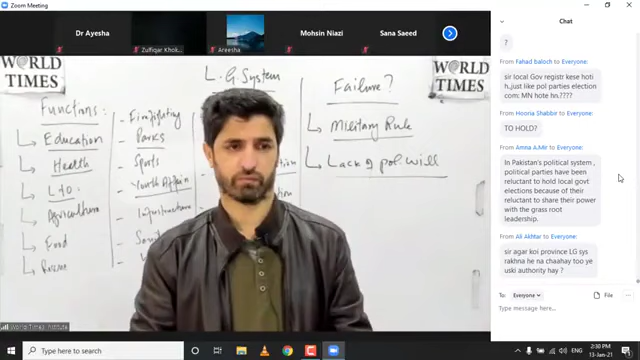 Zoom Meeting
Dr Ayesha
Zulfiqar Khok...
Areesha
Mohsin Niazi
Sana Saeed
WORLD
TIMES
L.G System
Functions:
Education
Health
L&O
Agriculture
Food
Firefighting
Parks
Sports
Youth Affairs
Infrastructure
Failure?
Military Rule
Lack of pol. will
WORLD
TIMES
World Times Institute
Chat
?
From Fahad baloch to Everyone:
sir local Gov registr kese hoti
h,,just like pol parties election
com: MN hote hn.????
From Hooria Shabbir to Everyone:
TO HOLD?
From Amna A.Mir to Everyone:
In Pakistan's political system ,
political parties have been
reluctant to hold local govt
elections because of their
reluctant to share their power
with the grass root
leadership.
From Ali Akhtar to Everyone:
sir agar koi province LG sys
rakhna he na chaahay too ye
uski authority hay ?
To: Everyone
File
Type message here...
Type here to search
2:30 PM
13-Jan-21